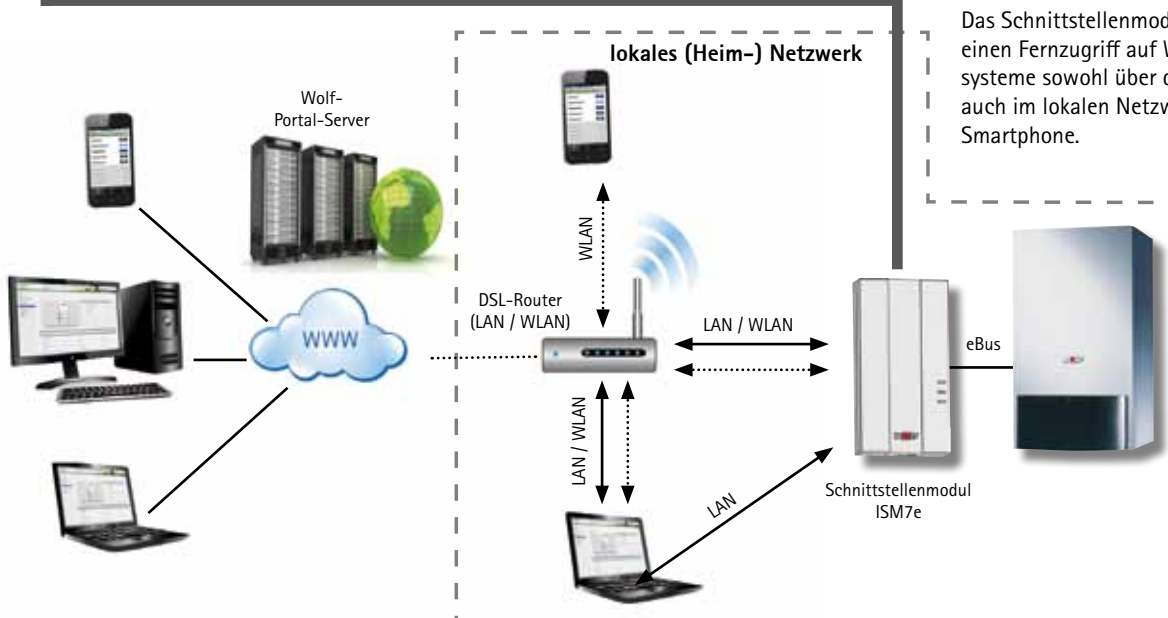 Das Schnittstellenmod
einen Fernzugriff auf W
systeme sowohl über d
auch im lokalen Netzw
Smartphone.
lokales (Heim-) Netzwerk
Wolf-
Portal-Server
WLAN
DSL-Router
(LAN / WLAN)
WWW
LAN / WLAN
eBus
LAN / WLAN
LAN
Schnittstellenmodul
ISM7e